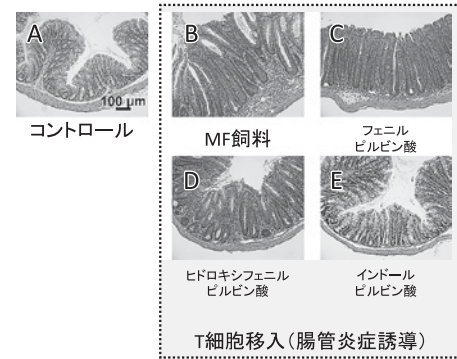 A
100 μm
コントロール
B
MF飼料
C
フェニル
ピルビン酸
D
ヒドロキシフェニル
ピルビン酸
E
インドール
ピルビン酸
T細胞移入(腸管炎症誘導)